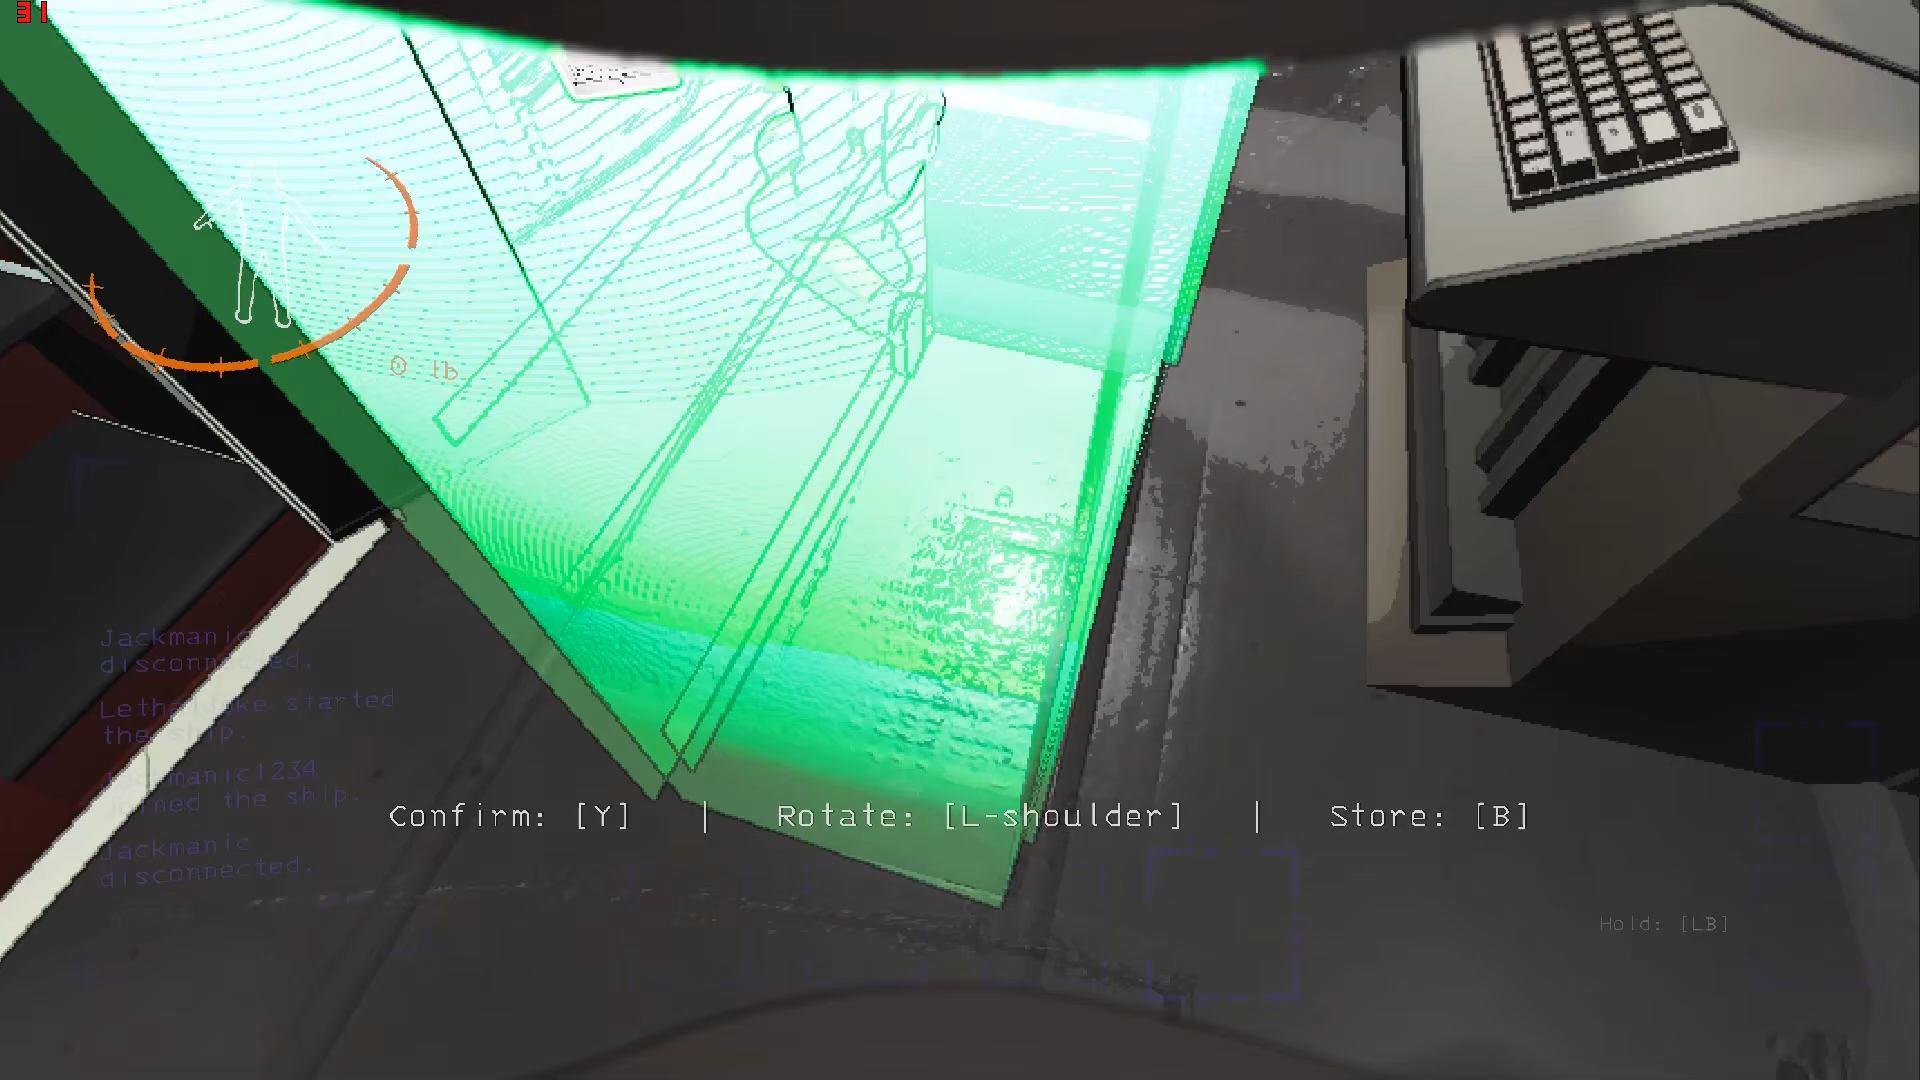 31
0 lb
Jackmanic
disconnected.
started
the ship.
Jackmanic1234
joined the ship.
Confirm: [Y] | Rotate: [L-shoulder] | Store: [B]
Jackmanic
disconnected.
Hold: [LB]